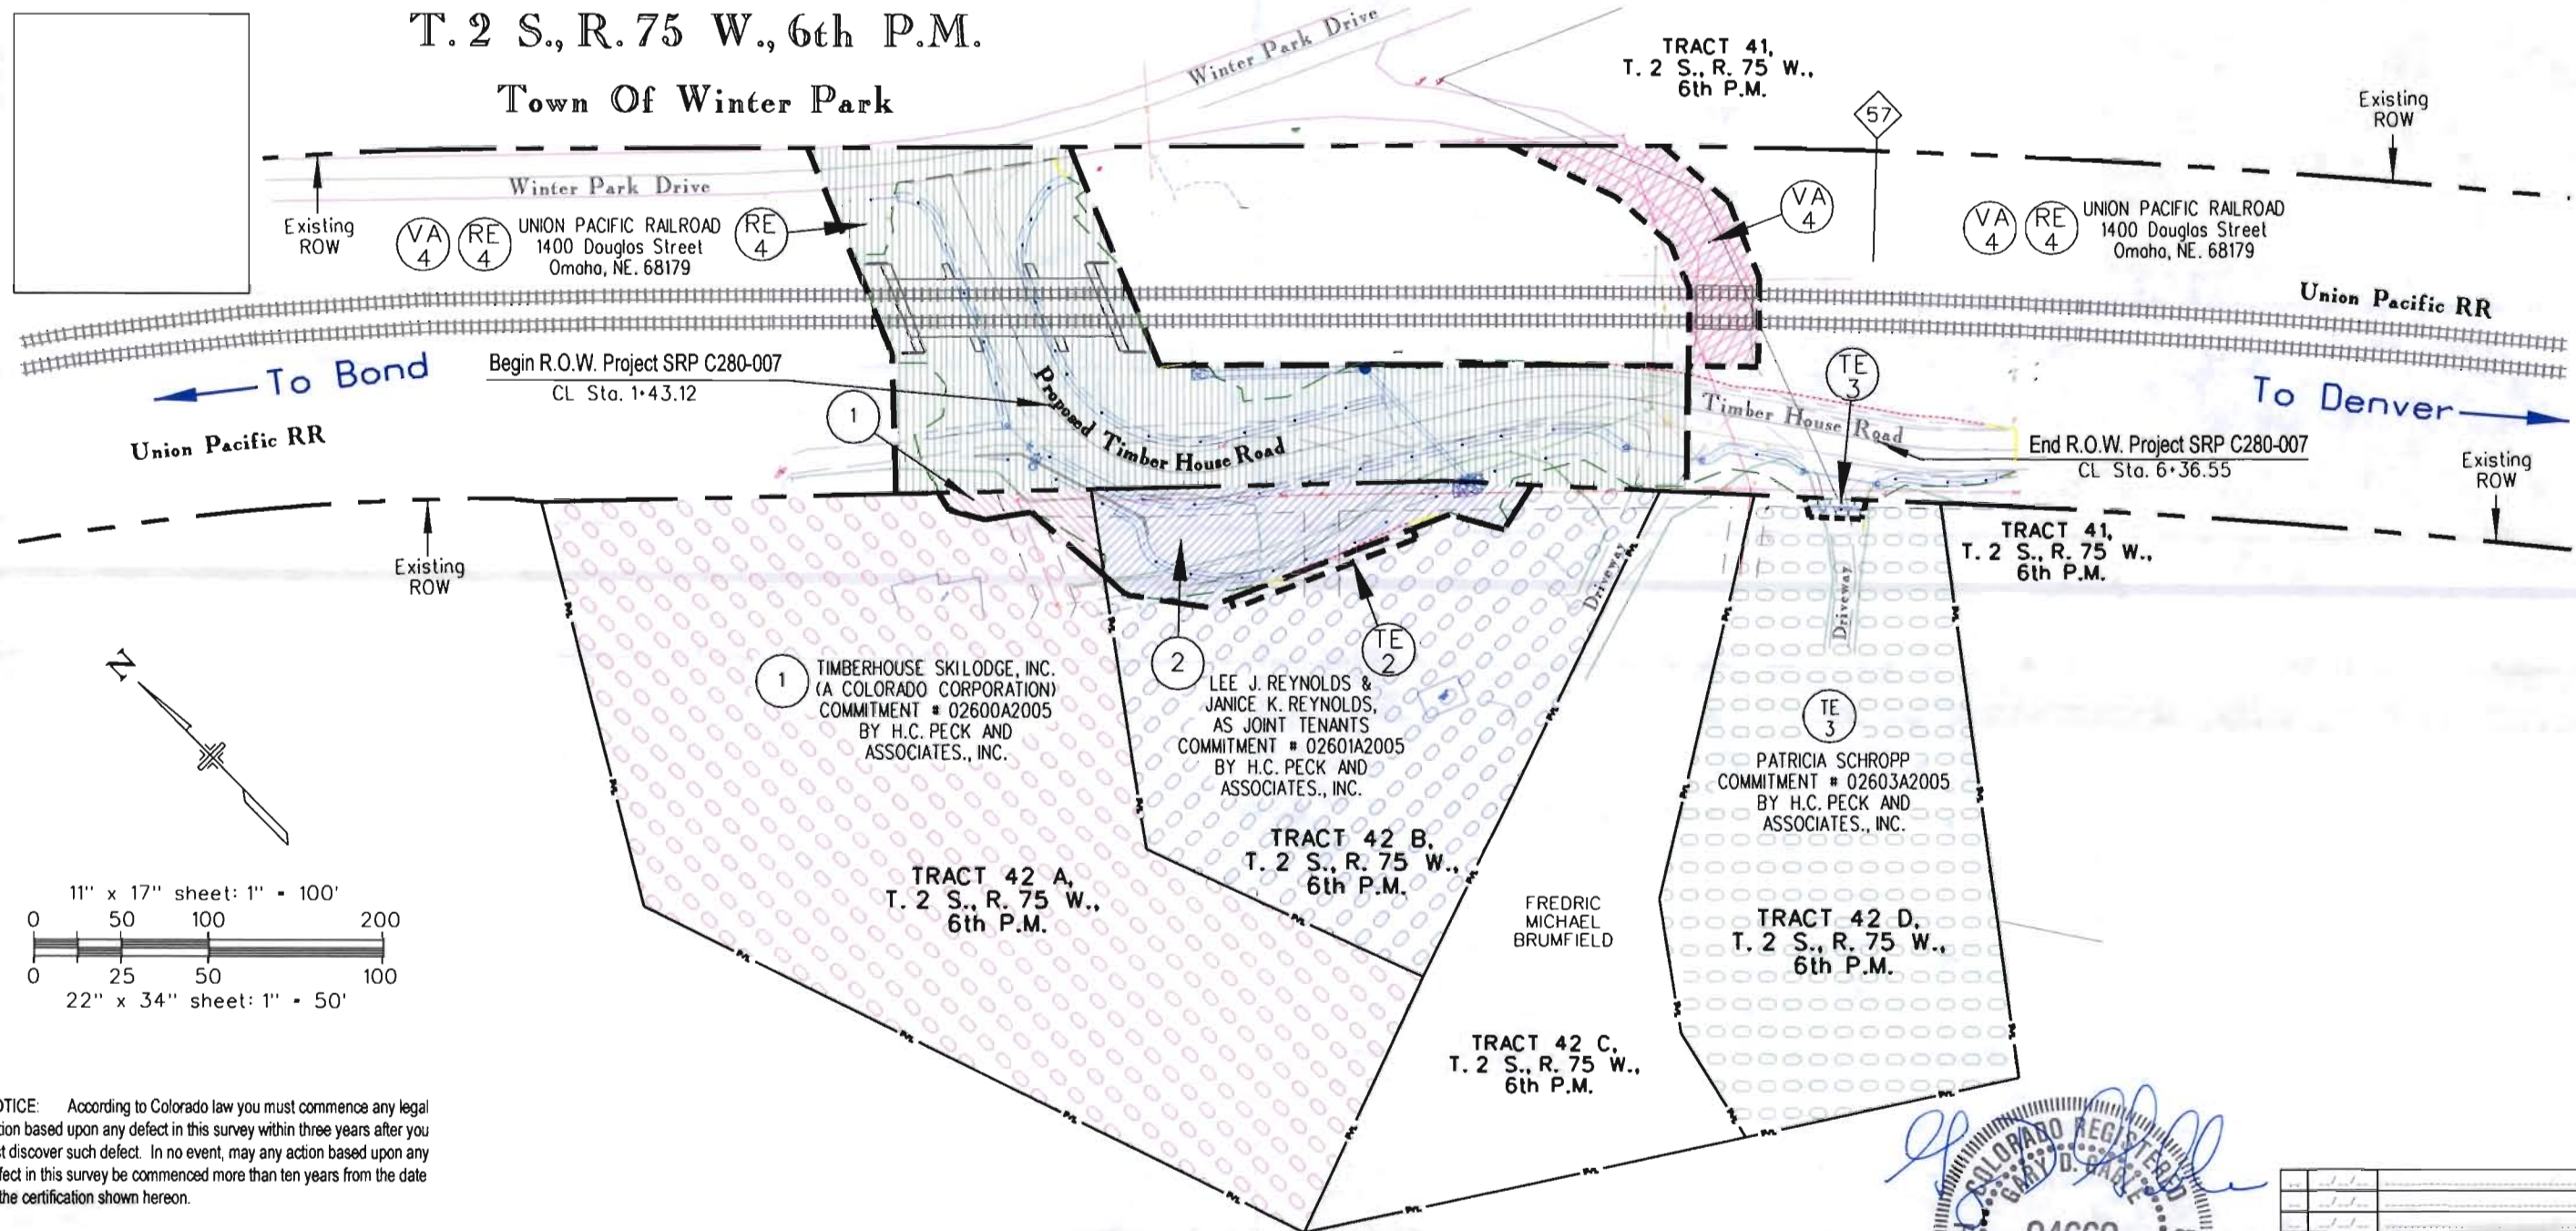 T. 2 S., R. 75 W., 6th P.M.
Town Of Winter Park
Winter Park Drive
TRACT 41,
T. 2 S., R. 75 W.,
6th P.M.
57
Existing
ROW
Winter Park Drive
Existing
ROW
VA
4
RE
4
UNION PACIFIC RAILROAD
1400 Douglas Street
Omaha, NE. 68179
RE
4
VA
4
VA
4
RE
4
UNION PACIFIC RAILROAD
1400 Douglas Street
Omaha, NE. 68179
Union Pacific RR
To Bond
Begin R.O.W. Project SRP C280-007
CL Sta. 1+43.12
Union Pacific RR
1
Proposed Timber House Road
Timber House Road
TE
3
To Denver
End R.O.W. Project SRP C280-007
CL Sta. 6+36.55
Existing
ROW
Existing
ROW
TRACT 41,
T. 2 S., R. 75 W.,
6th P.M.
Driveway
Driveway
N
1
TIMBERHOUSE SKI LODGE, INC.
(A COLORADO CORPORATION)
COMMITMENT # 02600A2005
BY H.C. PECK AND
ASSOCIATES., INC.
2
TE
2
LEE J. REYNOLDS &
JANICE K. REYNOLDS,
AS JOINT TENANTS
COMMITMENT # 02601A2005
BY H.C. PECK AND
ASSOCIATES., INC.
TE
3
PATRICIA SCHROPP
COMMITMENT # 02603A2005
BY H.C. PECK AND
ASSOCIATES., INC.
TRACT 42 A,
T. 2 S., R. 75 W.,
6th P.M.
TRACT 42 B,
T. 2 S., R. 75 W.,
6th P.M.
FREDRIC
MICHAEL
BRUMFIELD
TRACT 42 C,
T. 2 S., R. 75 W.,
6th P.M.
TRACT 42 D,
T. 2 S., R. 75 W.,
6th P.M.
11" x 17" sheet: 1" = 100'
0 50 100 200
0 25 50 100
22" x 34" sheet: 1" = 50'
OTICE: According to Colorado law you must commence any legal
tion based upon any defect in this survey within three years after you
st discover such defect. In no event, may any action based upon any
fect in this survey be commenced more than ten years from the date
the certification shown hereon.
COLORADO REGISTERED
GARY D. GABLE